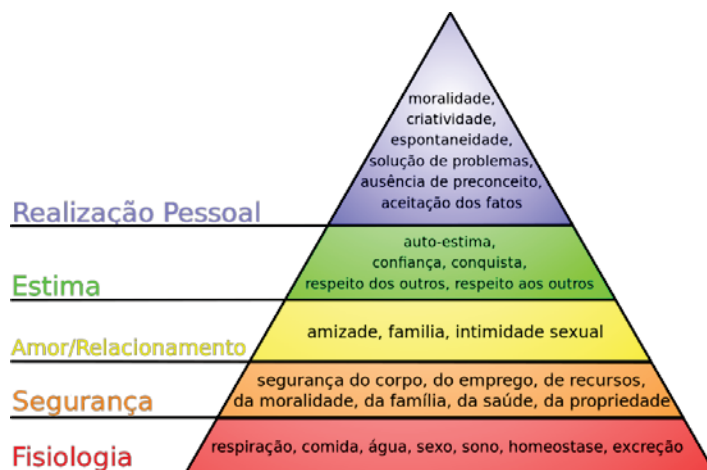 moralidade,
criatividade,
espontaneidade,
solução de problemas,
ausência de preconceito,
aceitação dos fatos
Realização Pessoal
auto-estima,
confiança, conquista,
respeito dos outros, respeito aos outros
Estima
amizade, familia, intimidade sexual
Amor/Relacionamento
segurança do corpo, do emprego, de recursos,
da moralidade, da família, da saúde, da propriedade
Segurança
respiração, comida, água, sexo, sono, homeostase, excreção
Fisiologia